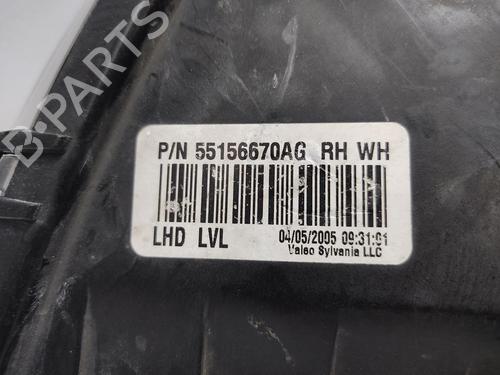 P/N 55156670AG RH WH
LHD LVL 04/05/2005 09:31:01
Valeo Sylvania LLC
B-PARTS